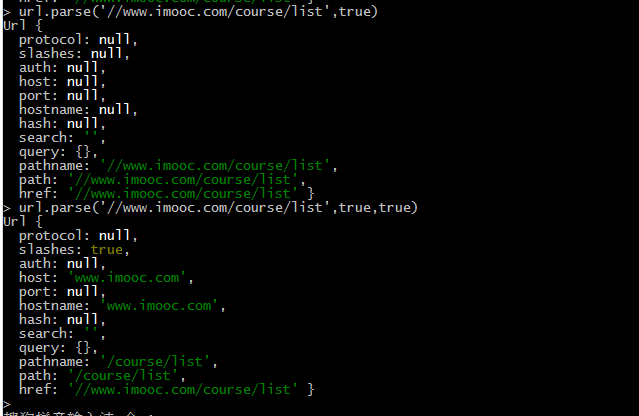 href: '//www.imooc.com/course/list' }
> url.parse('//www.imooc.com/course/list',true)
Url {
  protocol: null,
  slashes: null,
  auth: null,
  host: null,
  port: null,
  hostname: null,
  hash: null,
  search: '',
  query: {},
  pathname: '//www.imooc.com/course/list',
  path: '//www.imooc.com/course/list',
  href: '//www.imooc.com/course/list' }
> url.parse('//www.imooc.com/course/list',true,true)
Url {
  protocol: null,
  slashes: true,
  auth: null,
  host: 'www.imooc.com',
  port: null,
  hostname: 'www.imooc.com',
  hash: null,
  search: '',
  query: {},
  pathname: '/course/list',
  path: '/course/list',
  href: '//www.imooc.com/course/list' }
>